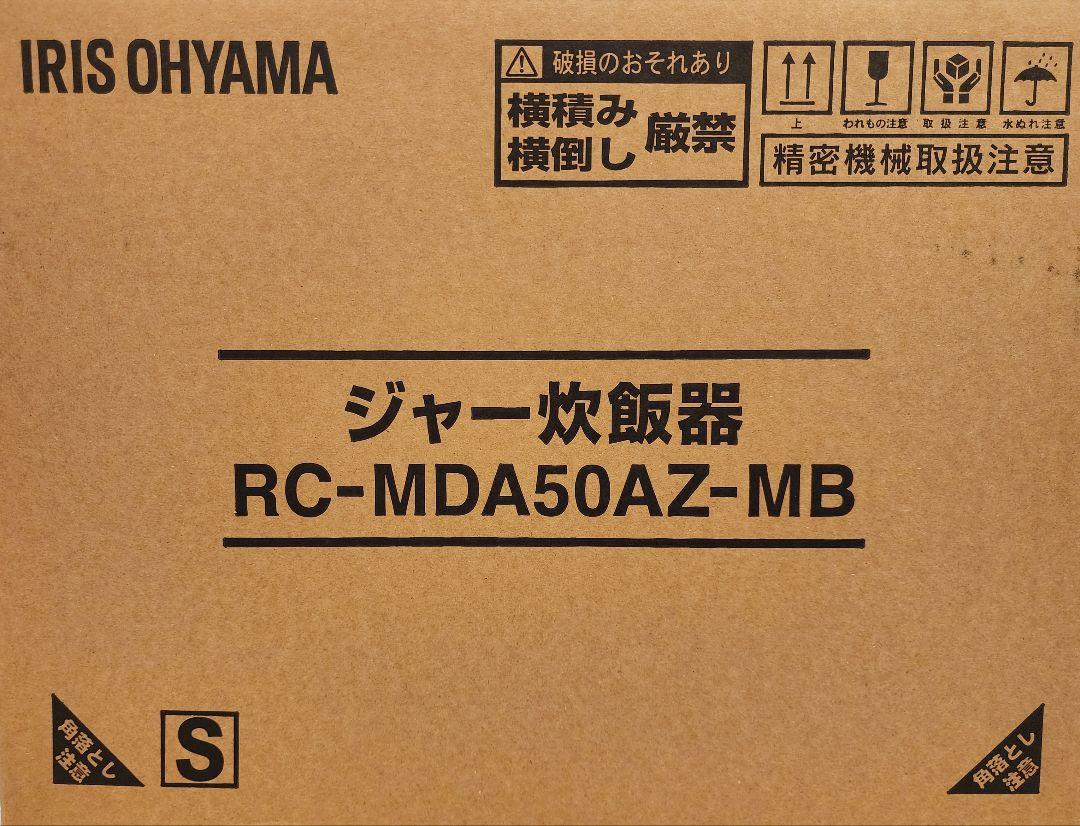 IRIS OHYAMA
破損のおそれあり
横積み
横倒し
厳禁
上
われもの注意
取扱注意
水ぬれ注意
精密機械取扱注意
ジャー炊飯器
RC-MDA50AZ-MB
角落とし
注意
S
角落とし
注意